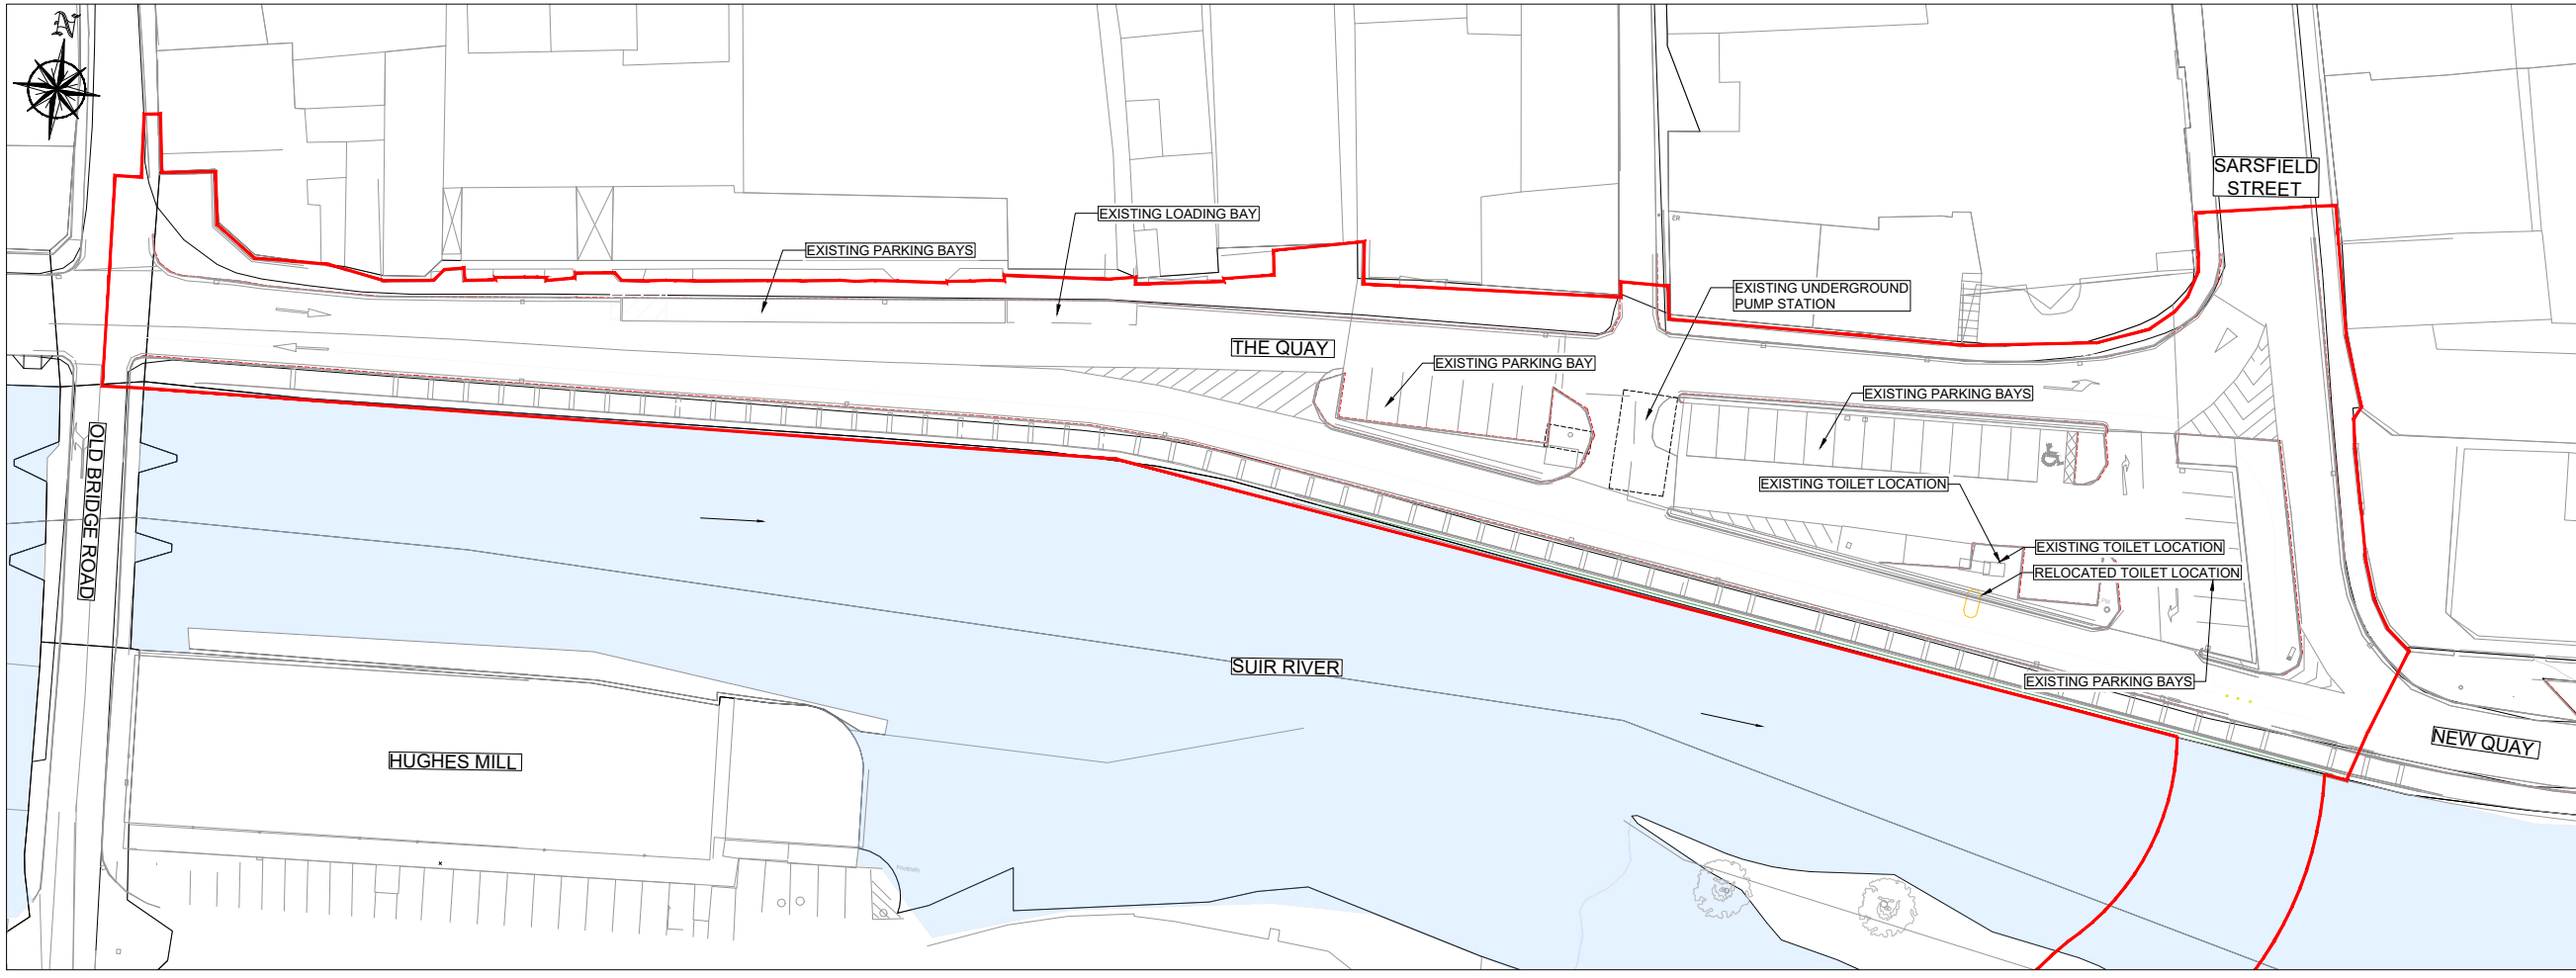 N
SARSFIELD
STREET
EXISTING LOADING BAY
ER
EXISTING PARKING BAYS
EXISTING UNDERGROUND
PUMP STATION
THE QUAY
EXISTING PARKING BAY
EXISTING PARKING BAYS
OLD BRIDGE ROAD
EXISTING TOILET LOCATION
EXISTING TOILET LOCATION
RELOCATED TOILET LOCATION
SUIR RIVER
EXISTING PARKING BAYS
NEW QUAY
HUGHES MILL